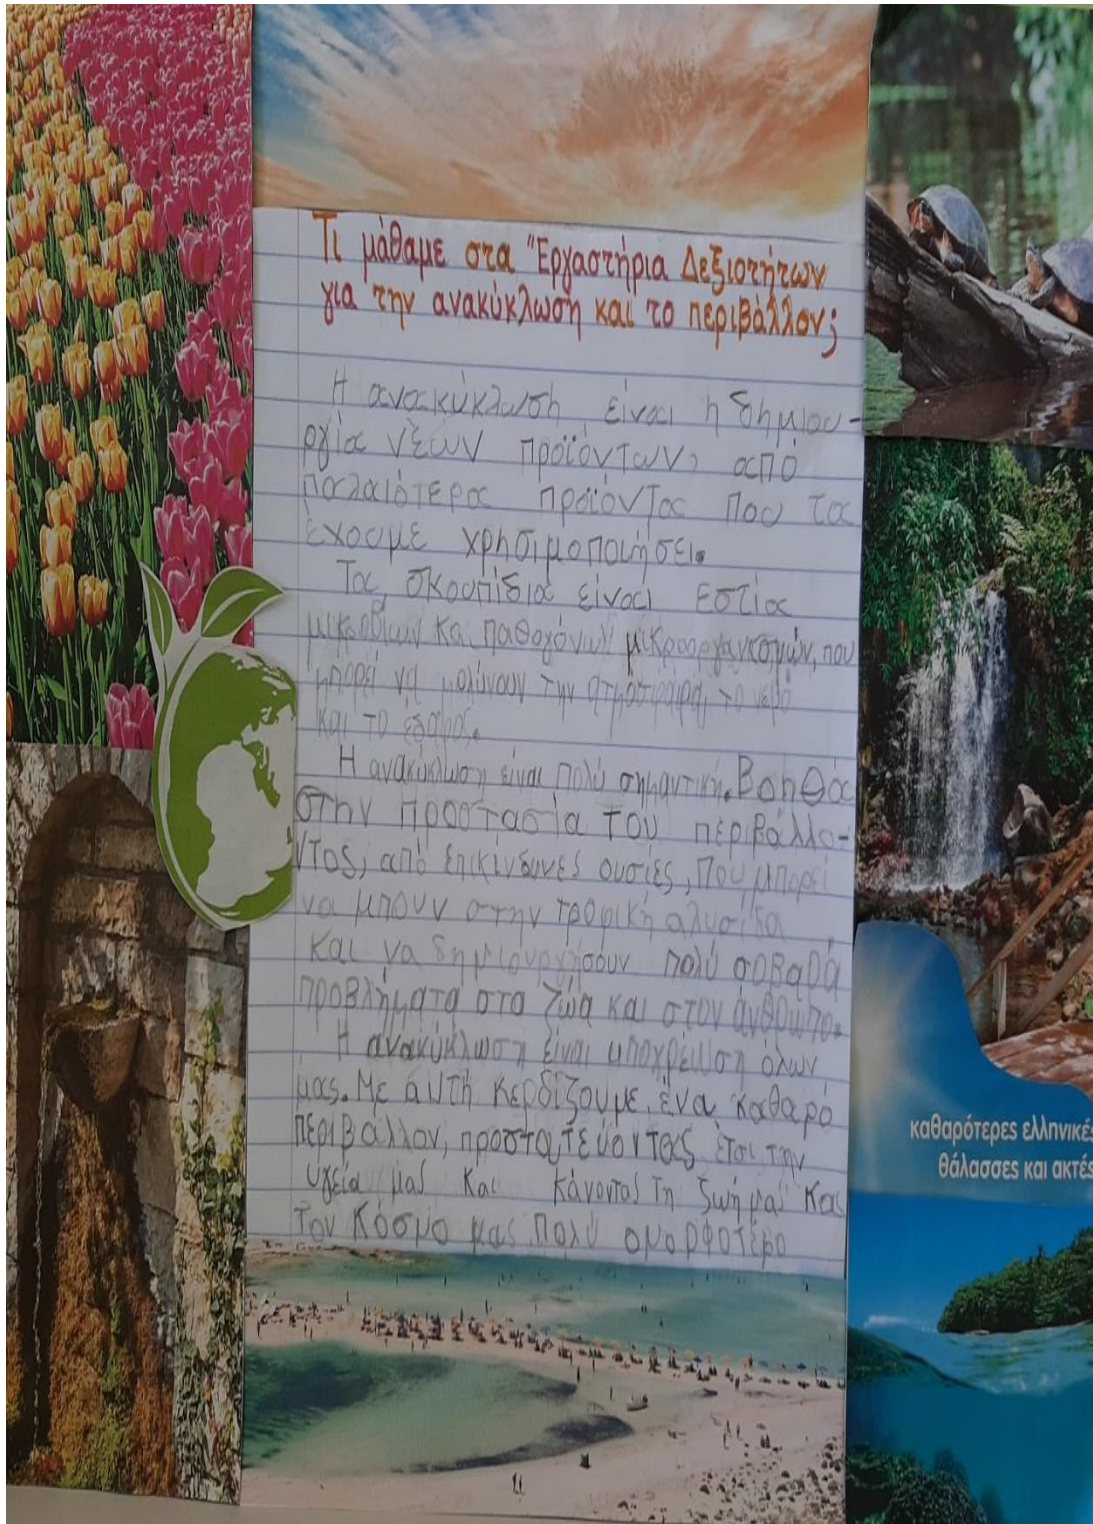 Τι μάθαμε στα "Εργαστήρια Δεξιοτήτων
για την ανακύκλωση και το περιβάλλον;
Η ανακύκλωση είναι η δημιου-
ργία νέων προϊόντων, από
παλαιότερα προϊόντα που τα
έχουμε χρησιμοποιήσει.
Τα σκουπίδια είναι εστία
μικροβίων και παθογόνων μικροοργανισμών, που
μπορεί να μολύνουν την ατμόσφαιρα, το νερό
και το έδαφος.
Η ανακύκλωση είναι πολύ σημαντική. Βοηθά
στην προστασία του περιβάλλο-
ντος, από επικίνδυνες ουσίες, που μπορεί
να μπουν στην τροφική αλυσίδα
και να δημιουργήσουν πολύ σοβαρά
προβλήματα στα ζώα και στον άνθρωπο.
Η ανακύκλωση είναι υποχρέωση όλων
μας. Με αυτή κερδίζουμε ένα καθαρό
περιβάλλον, προστατεύοντας έτσι την
υγεία μας και κάνοντας τη ζωή μας και
τον κόσμο μας πολύ ομορφότερο
καθαρότερες ελληνικές
θάλασσες και ακτές